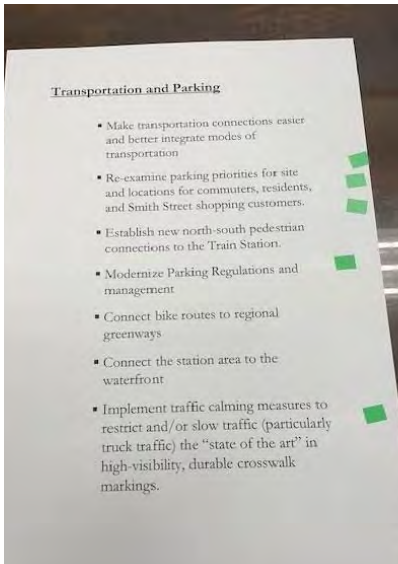 Transportation and Parking
▪ Make transportation connections easier
and better integrate modes of
transportation
▪ Re-examine parking priorities for site
and locations for commuters, residents,
and Smith Street shopping customers.
▪ Establish new north-south pedestrian
connections to the Train Station.
▪ Modernize Parking Regulations and
management
▪ Connect bike routes to regional
greenways
▪ Connect the station area to the
waterfront
▪ Implement traffic calming measures to
restrict and/or slow traffic (particularly
truck traffic) the “state of the art” in
high-visibility, durable crosswalk
markings.